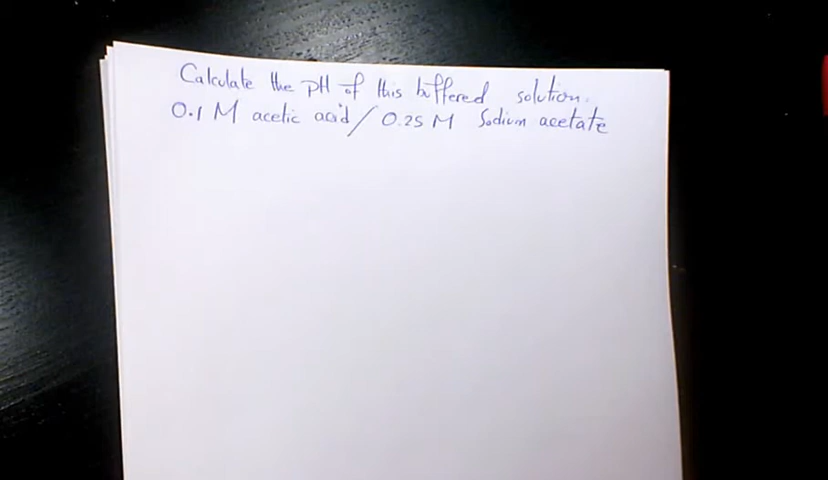 Calculate the pH of this buffered solution.
0.1 M acetic acid / 0.25 M Sodium acetate